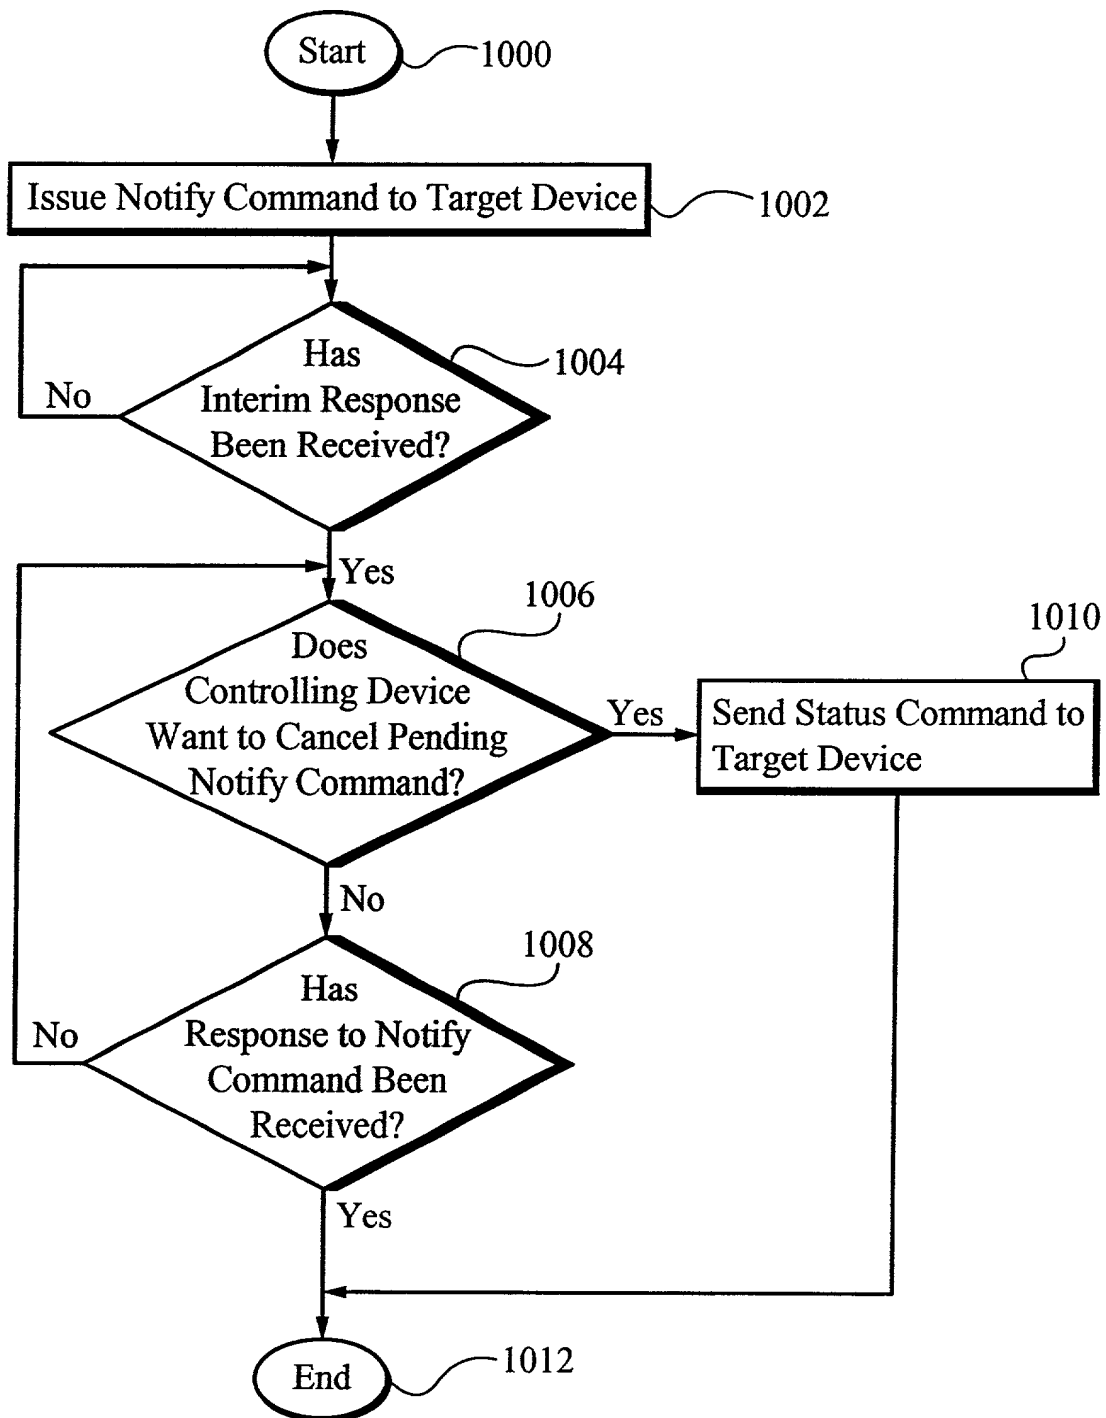 Start
1000
Issue Notify Command to Target Device
1002
Has
Interim Response
Been Received?
1004
No
Yes
Does
Controlling Device
Want to Cancel Pending
Notify Command?
1006
Yes
1010
Send Status Command to
Target Device
No
Has
Response to Notify
Command Been
Received?
1008
No
Yes
End
1012